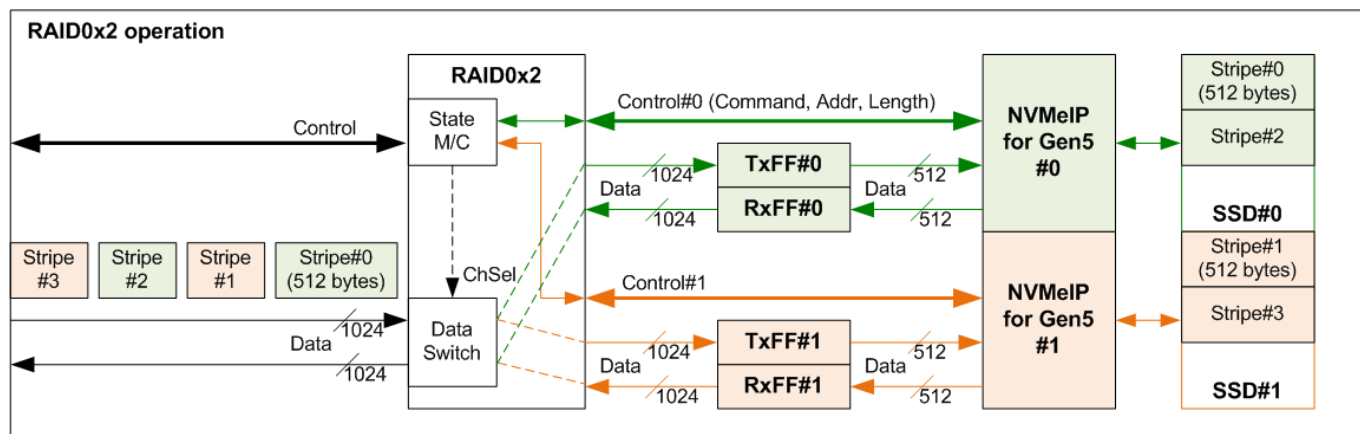 RAID0x2 operation
RAID0x2
State
M/C
Control
Control#0 (Command, Addr, Length)
NVMeIP
for Gen5
#0
Stripe#0
(512 bytes)
Stripe#2
SSD#0
TxFF#0
RxFF#0
1024
Data
1024
512
Data
512
Stripe
#3
Stripe
#2
Stripe
#1
Stripe#0
(512 bytes)
ChSel
Data
Switch
1024
Data
1024
Control#1
TxFF#1
RxFF#1
1024
Data
1024
512
Data
512
NVMeIP
for Gen5
#1
Stripe#1
(512 bytes)
Stripe#3
SSD#1